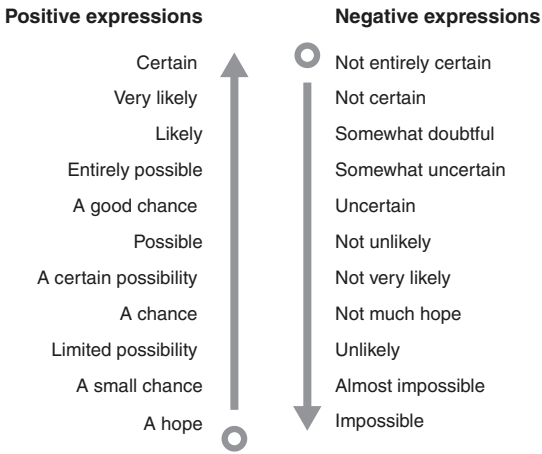 Positive expressions
Certain
Very likely
Likely
Entirely possible
A good chance
Possible
A certain possibility
A chance
Limited possibility
A small chance
A hope
Negative expressions
Not entirely certain
Not certain
Somewhat doubtful
Somewhat uncertain
Uncertain
Not unlikely
Not very likely
Not much hope
Unlikely
Almost impossible
Impossible